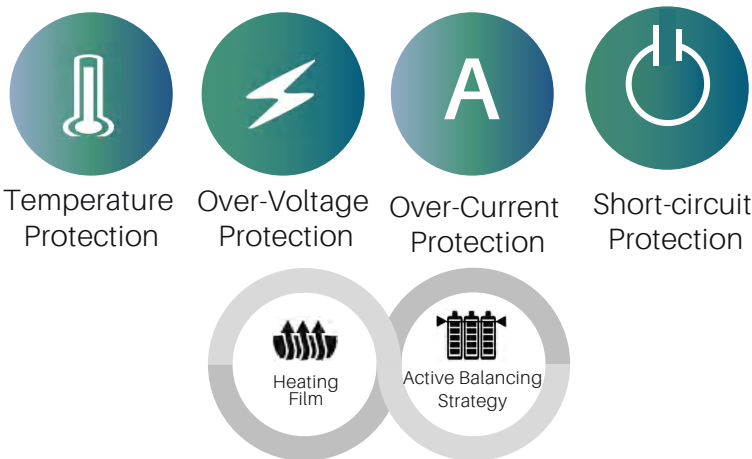 A
Temperature
Protection
Over-Voltage
Protection
Over-Current
Protection
Short-circuit
Protection
Heating
Film
Active Balancing
Strategy